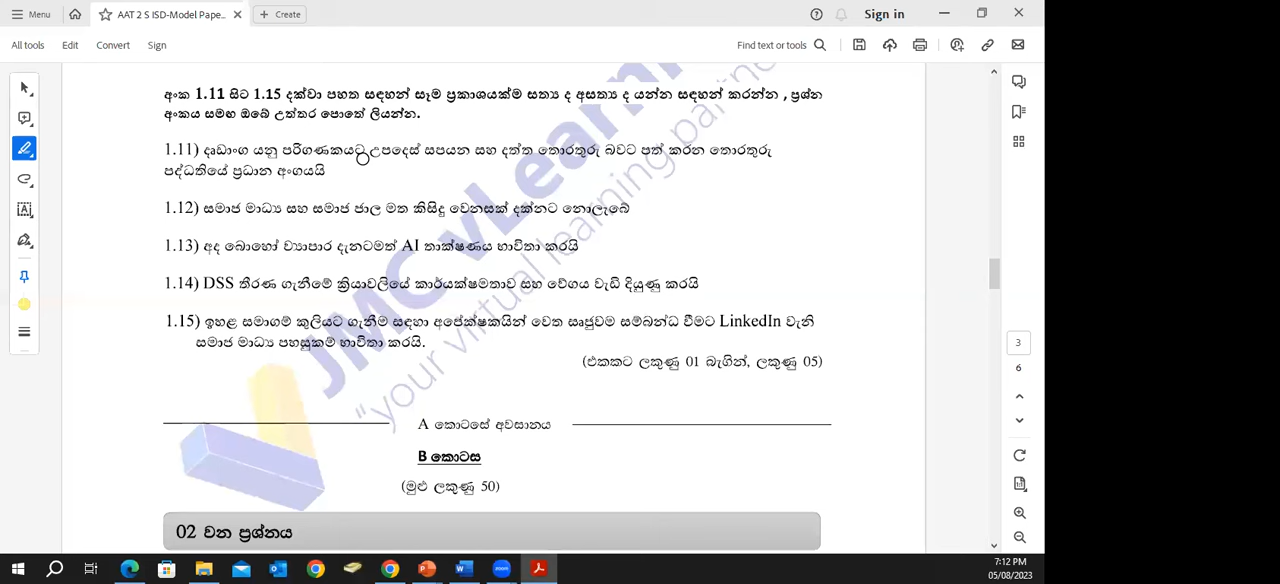 Menu
AAT 2 S ISD-Model Pape...
Create
Sign in
All tools
Edit
Convert
Sign
Find text or tools
අංක 1.11 සිට 1.15 දක්වා පහත සඳහන් සෑම ප්‍රකාශයක්ම සත්‍ය ද අසත්‍ය ද යන්න සඳහන් කරන්න , ප්‍රශ්න
අංකය සමඟ ඔබේ උත්තර පොතේ ලියන්න.
1.11) දෘඩාංග යනු පරිගණකයට උපදෙස් සපයන සහ දත්ත තොරතුරු බවට පත් කරන තොරතුරු
පද්ධතියේ ප්‍රධාන අංගයයි
1.12) සමාජ මාධ්‍ය සහ සමාජ ජාල මත කිසිදු වෙනසක් දක්නට නොලැබේ
1.13) අද බොහෝ ව්‍යාපාර දැනටමත් AI තාක්ෂණය භාවිතා කරයි
1.14) DSS තීරණ ගැනීමේ ක්‍රියාවලියේ කාර්යක්ෂමතාව සහ වේගය වැඩි දියුණු කරයි
1.15) ඉහළ සමාගම් කුලියට ගැනීම සඳහා අපේක්ෂකයින් වෙත සෘජුවම සම්බන්ධ වීමට LinkedIn වැනි
සමාජ මාධ්‍ය පහසුකම් භාවිතා කරයි.
(එකකට ලකුණු 01 බැගින්, ලකුණු 05)
A කොටසේ අවසානය
B කොටස
(මුළු ලකුණු 50)
02 වන ප්‍රශ්නය
JMC vLearn
"your virtual learning partne
3
6
7:12 PM
05/08/2023